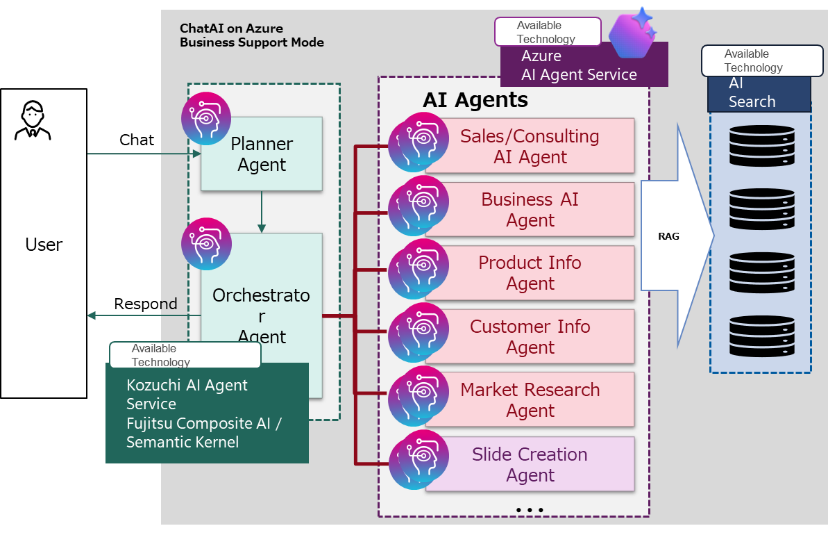 ChatAI on Azure
Business Support Mode
Available
Technology
Azure
AI Agent Service
Available
Technology
AI
Search
User
Chat
Respond
Planner
Agent
Orchestrato
r
Agent
Available
Technology
Kozuchi AI Agent
Service
Fujitsu Composite AI /
Semantic Kernel
AI Agents
Sales/Consulting
AI Agent
Business AI
Agent
Product Info
Agent
Customer Info
Agent
Market Research
Agent
Slide Creation
Agent
...
RAG